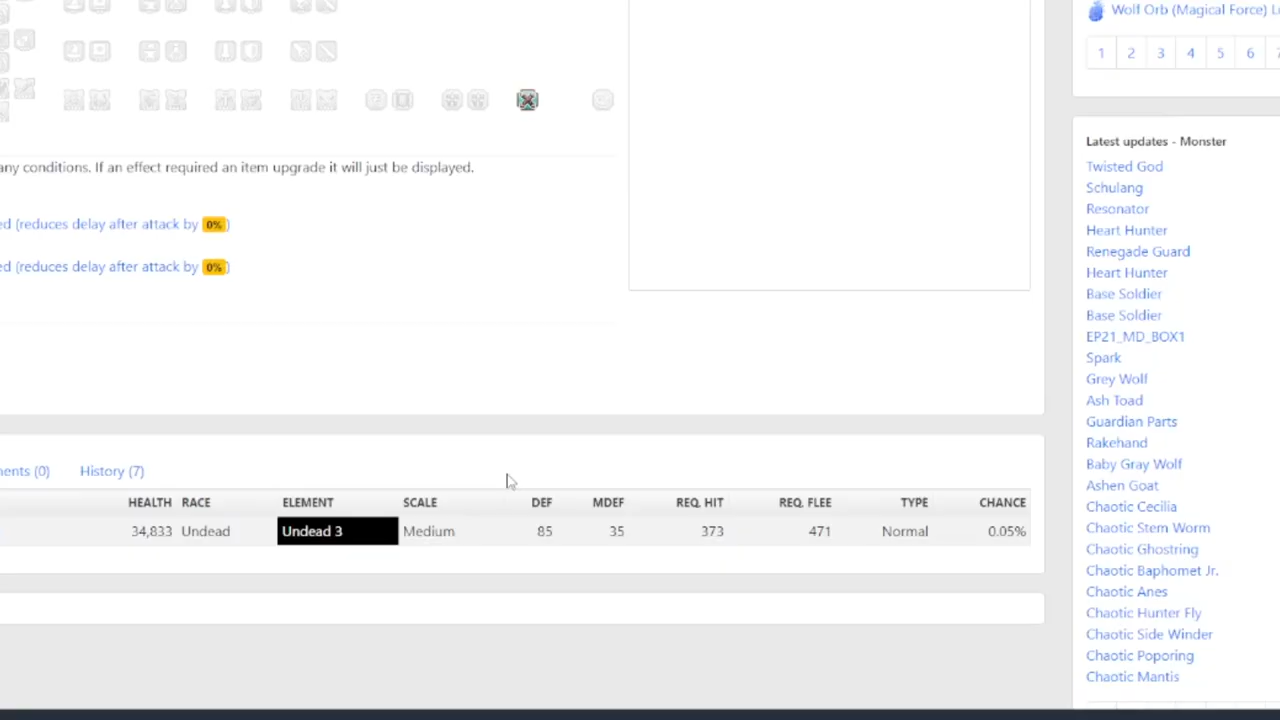 Wolf Orb (Magical Force)
1 2 3 4 5 6
any conditions. If an effect required an item upgrade it will just be displayed.
ed (reduces delay after attack by 0%)
ed (reduces delay after attack by 0%)
ents (0) History (7)
HEALTH RACE ELEMENT SCALE DEF MDEF REQ. HIT REQ. FLEE TYPE CHANCE
34,833 Undead Undead 3 Medium 85 35 373 471 Normal 0.05%
Latest updates - Monster
Twisted God
Schulang
Resonator
Heart Hunter
Renegade Guard
Heart Hunter
Base Soldier
Base Soldier
EP21_MD_BOX1
Spark
Grey Wolf
Ash Toad
Guardian Parts
Rakehand
Baby Gray Wolf
Ashen Goat
Chaotic Cecilia
Chaotic Stem Worm
Chaotic Ghostring
Chaotic Baphomet Jr.
Chaotic Anes
Chaotic Hunter Fly
Chaotic Side Winder
Chaotic Poporing
Chaotic Mantis